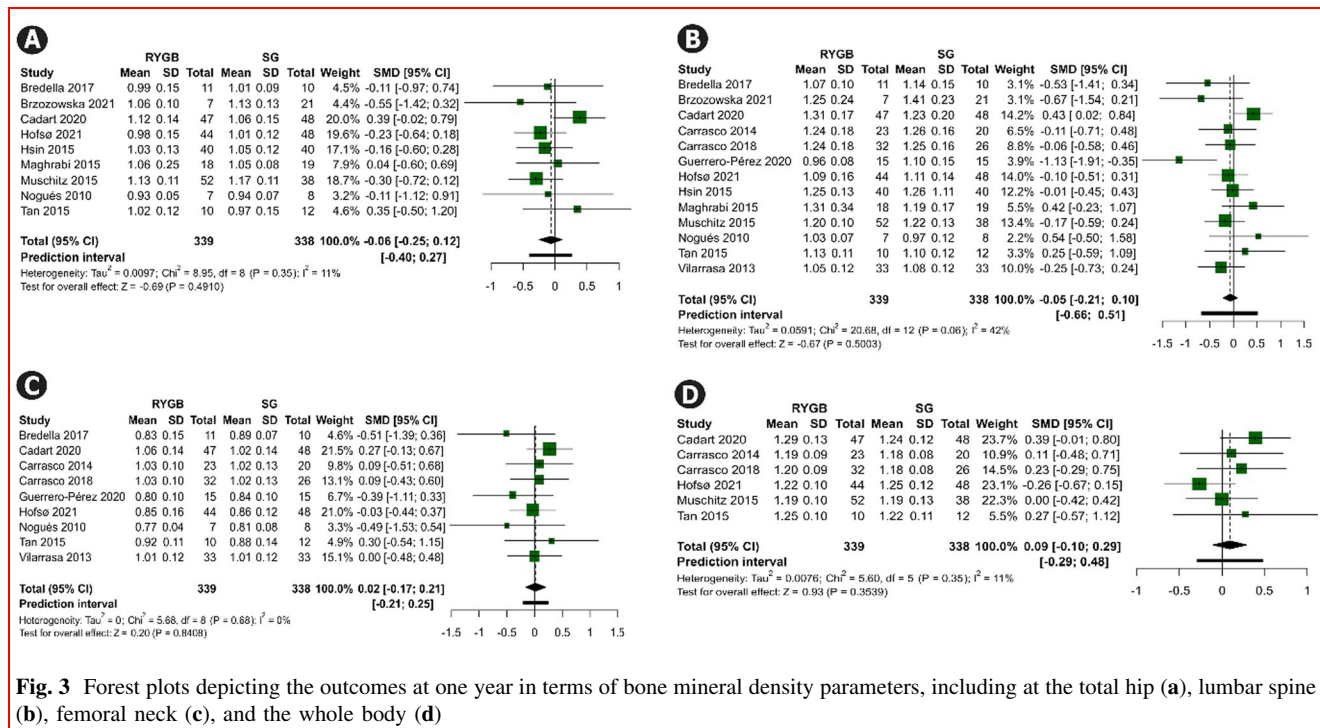 A
RYGB SG
Study Mean SD Total Mean SD Total Weight SMD [95% CI]
Bredella 2017 0.99 0.15 11 1.01 0.09 10 4.5% -0.11 [-0.97; 0.74]
Brzozowska 2021 1.06 0.10 7 1.13 0.13 21 4.4% -0.55 [-1.42; 0.32]
Cadart 2020 1.12 0.14 47 1.06 0.15 48 20.0% 0.39 [-0.02; 0.79]
Hofsø 2021 0.98 0.15 44 1.01 0.12 48 19.6% -0.23 [-0.64; 0.18]
Hsin 2015 1.03 0.13 40 1.05 0.12 40 17.1% -0.16 [-0.60; 0.28]
Maghrabi 2015 1.06 0.25 18 1.05 0.08 19 7.9% 0.04 [-0.60; 0.69]
Muschitz 2015 1.13 0.11 52 1.17 0.11 38 18.7% -0.30 [-0.72; 0.12]
Nogués 2010 0.93 0.05 7 0.94 0.07 8 3.2% -0.11 [-1.12; 0.91]
Tan 2015 1.02 0.12 10 0.97 0.15 12 4.6% 0.35 [-0.50; 1.20]
Total (95% CI) 339 338 100.0% -0.06 [-0.25; 0.12]
Prediction interval [-0.40; 0.27]
Heterogeneity: Tau² = 0.0097; Chi² = 8.95, df = 8 (P = 0.35); I² = 11%
Test for overall effect: Z = -0.69 (P = 0.4910)
-1 -0.5 0 0.5 1
B
RYGB SG
Study Mean SD Total Mean SD Total Weight SMD [95% CI]
Bredella 2017 1.07 0.10 11 1.14 0.15 10 3.1% -0.53 [-1.41; 0.34]
Brzozowska 2021 1.25 0.24 7 1.41 0.23 21 3.1% -0.67 [-1.54; 0.21]
Cadart 2020 1.31 0.17 47 1.23 0.20 48 14.0% 0.43 [ 0.02; 0.84]
Carrasco 2014 1.24 0.18 23 1.26 0.16 20 6.5% -0.11 [-0.71; 0.48]
Carrasco 2018 1.24 0.18 32 1.25 0.16 26 8.8% -0.06 [-0.58; 0.46]
Guerrero-Pérez 2020 0.96 0.08 15 1.10 0.15 15 3.9% -1.13 [-1.91; -0.35]
Hofsø 2021 1.09 0.16 44 1.11 0.14 48 14.0% -0.10 [-0.51; 0.31]
Hsin 2015 1.25 0.13 40 1.26 1.11 40 12.2% -0.01 [-0.45; 0.43]
Maghrabi 2015 1.31 0.34 18 1.19 0.17 19 5.5% 0.42 [-0.23; 1.07]
Muschitz 2015 1.20 0.10 52 1.22 0.13 38 13.4% -0.17 [-0.59; 0.24]
Nogués 2010 1.03 0.07 7 0.97 0.12 8 2.2% 0.54 [-0.50; 1.58]
Tan 2015 1.13 0.11 10 1.10 0.12 12 3.3% 0.25 [-0.59; 1.09]
Vilarrasa 2013 1.05 0.12 33 1.08 0.12 33 10.0% -0.25 [-0.73; 0.24]
Total (95% CI) 339 338 100.0% -0.05 [-0.21; 0.10]
Prediction interval [-0.66; 0.51]
Heterogeneity: Tau² = 0.0591; Chi² = 20.68, df = 12 (P = 0.06); I² = 42%
Test for overall effect: Z = -0.67 (P = 0.5003)
-1.5 -1 -0.5 0 0.5 1 1.5
C
RYGB SG
Study Mean SD Total Mean SD Total Weight SMD [95% CI]
Bredella 2017 0.83 0.15 11 0.89 0.07 10 4.6% -0.51 [-1.39; 0.36]
Cadart 2020 1.06 0.14 47 1.02 0.14 48 21.5% 0.27 [-0.13; 0.67]
Carrasco 2014 1.03 0.10 23 1.02 0.12 20 9.8% 0.09 [-0.51; 0.68]
Carrasco 2018 1.03 0.10 32 1.02 0.13 26 13.1% 0.09 [-0.43; 0.60]
Guerrero-Pérez 2020 0.80 0.10 15 0.84 0.10 15 6.7% -0.39 [-1.11; 0.33]
Hofsø 2021 0.85 0.16 44 0.86 0.12 48 21.0% -0.03 [-0.44; 0.37]
Nogués 2010 0.77 0.04 7 0.81 0.08 8 3.3% -0.49 [-1.53; 0.54]
Tan 2015 0.92 0.11 10 0.88 0.14 12 4.9% 0.30 [-0.54; 1.15]
Vilarrasa 2013 1.01 0.12 33 1.01 0.12 33 15.1% 0.00 [-0.48; 0.48]
Total (95% CI) 339 338 100.0% 0.02 [-0.17; 0.21]
Prediction interval [-0.21; 0.25]
Heterogeneity: Tau² = 0; Chi² = 5.68, df = 8 (P = 0.68); I² = 0%
Test for overall effect: Z = 0.20 (P = 0.8408)
-1.5 -1 -0.5 0 0.5 1 1.5
D
RYGB SG
Study Mean SD Total Mean SD Total Weight SMD [95% CI]
Cadart 2020 1.29 0.13 47 1.24 0.12 48 23.7% 0.39 [-0.01; 0.80]
Carrasco 2014 1.19 0.09 23 1.18 0.08 20 10.9% 0.11 [-0.48; 0.71]
Carrasco 2018 1.20 0.09 32 1.18 0.08 26 14.5% 0.23 [-0.29; 0.75]
Hofsø 2021 1.22 0.10 44 1.25 0.12 48 23.1% -0.26 [-0.67; 0.15]
Muschitz 2015 1.19 0.10 52 1.19 0.13 38 22.3% 0.00 [-0.42; 0.42]
Tan 2015 1.25 0.10 10 1.22 0.11 12 5.5% 0.27 [-0.57; 1.12]
Total (95% CI) 339 338 100.0% 0.09 [-0.10; 0.29]
Prediction interval [-0.29; 0.48]
Heterogeneity: Tau² = 0.0076; Chi² = 5.60, df = 5 (P = 0.35); I² = 11%
Test for overall effect: Z = 0.93 (P = 0.3539)
-1 -0.5 0 0.5 1
Fig. 3 Forest plots depicting the outcomes at one year in terms of bone mineral density parameters, including at the total hip (a), lumbar spine
(b), femoral neck (c), and the whole body (d)